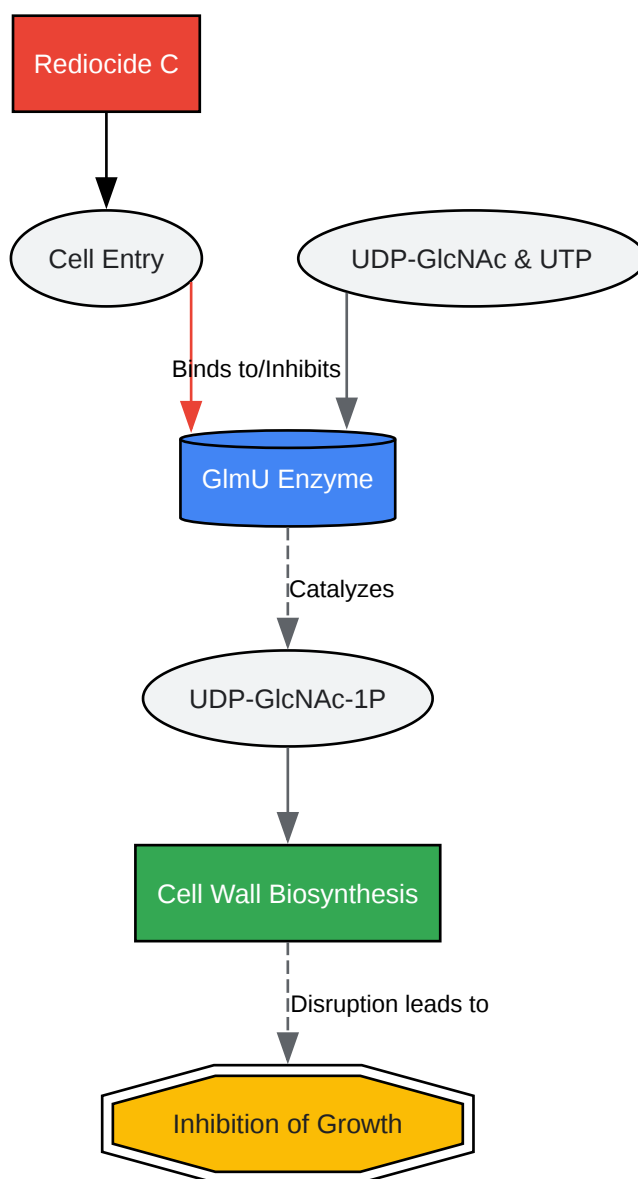 Rediocide C
Cell Entry
UDP-GlcNAc & UTP
Binds to/Inhibits
GlmU Enzyme
Catalyzes
UDP-GlcNAc-1P
Cell Wall Biosynthesis
Disruption leads to
Inhibition of Growth